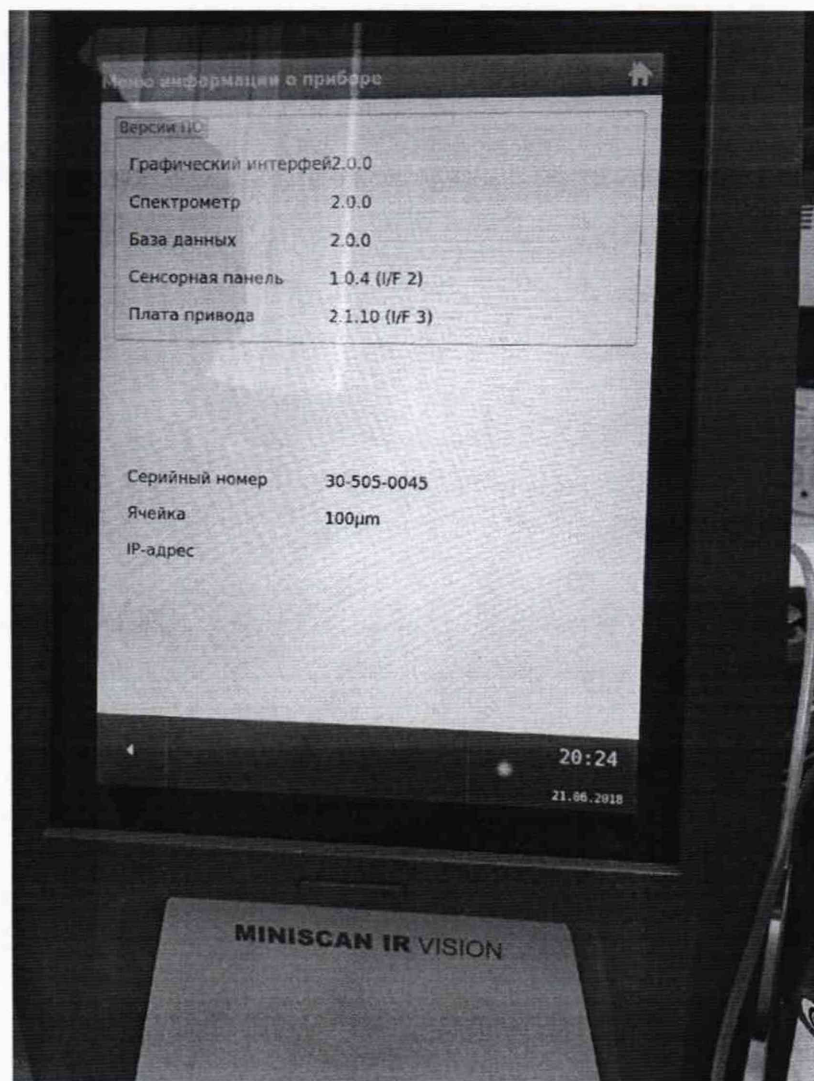 Меню информации о приборе
Версии ПО
Графический интерфей2.0.0
Спектрометр 2.0.0
База данных 2.0.0
Сенсорная панель 1.0.4 (I/F 2)
Плата привода 2.1.10 (I/F 3)
Серийный номер 30-505-0045
Ячейка 100µm
IP-адрес
20:24
21.06.2018
MINISCAN IR VISION